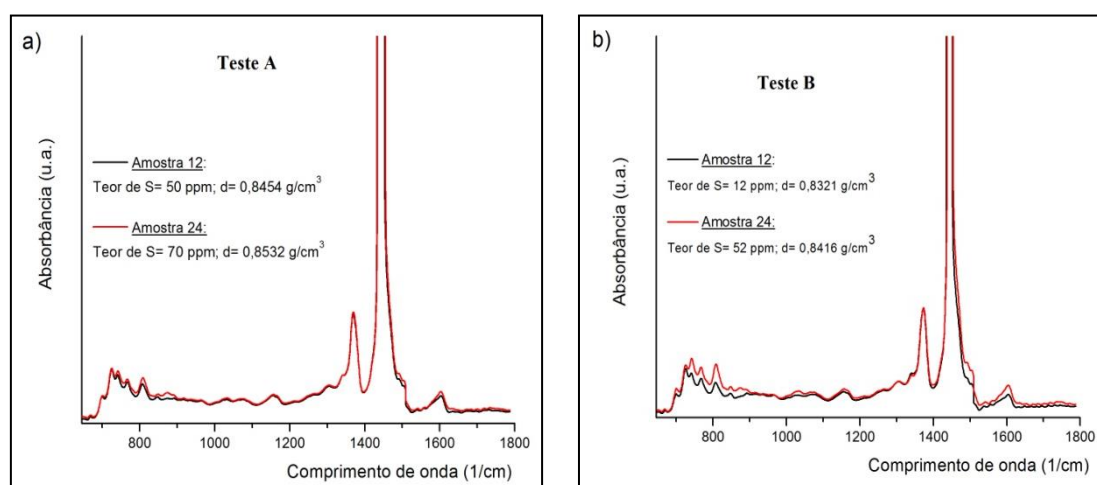 a)
Teste A
Absorbância (u.a.)
Amostra 12:
Teor de S= 50 ppm; d= 0,8454 g/cm³
Amostra 24:
Teor de S= 70 ppm; d= 0,8532 g/cm³
800 1000 1200 1400 1600 1800
Comprimento de onda (1/cm)
b)
Teste B
Absorbância (u.a.)
Amostra 12:
Teor de S= 12 ppm; d= 0,8321 g/cm³
Amostra 24:
Teor de S= 52 ppm; d= 0,8416 g/cm³
800 1000 1200 1400 1600 1800
Comprimento de onda (1/cm)